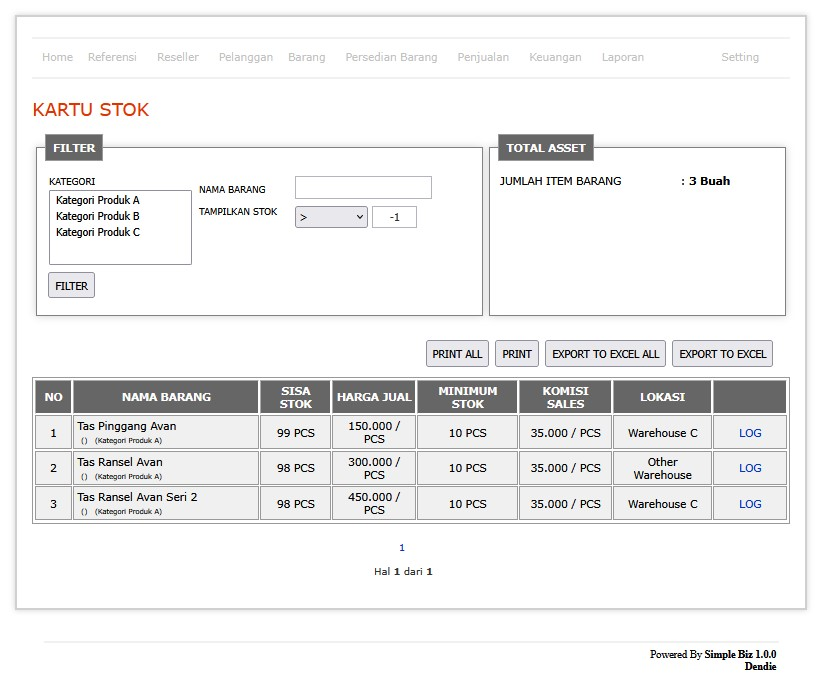 Home Referensi Reseller Pelanggan Barang Persedian Barang Penjualan Keuangan Laporan Setting
KARTU STOK
FILTER
KATEGORI
Kategori Produk A
Kategori Produk B
Kategori Produk C
NAMA BARANG
TAMPILKAN STOK > -1
FILTER
TOTAL ASSET
JUMLAH ITEM BARANG : 3 Buah
PRINT ALL PRINT EXPORT TO EXCEL ALL EXPORT TO EXCEL
NO NAMA BARANG SISA STOK HARGA JUAL MINIMUM STOK KOMISI SALES LOKASI
1 Tas Pinggang Avan 99 PCS 150.000 / PCS 10 PCS 35.000 / PCS Warehouse C LOG
() (Kategori Produk A)
2 Tas Ransel Avan 98 PCS 300.000 / PCS 10 PCS 35.000 / PCS Other Warehouse LOG
() (Kategori Produk A)
3 Tas Ransel Avan Seri 2 98 PCS 450.000 / PCS 10 PCS 35.000 / PCS Warehouse C LOG
() (Kategori Produk A)
1
Hal 1 dari 1
Powered By Simple Biz 1.0.0
Dendie